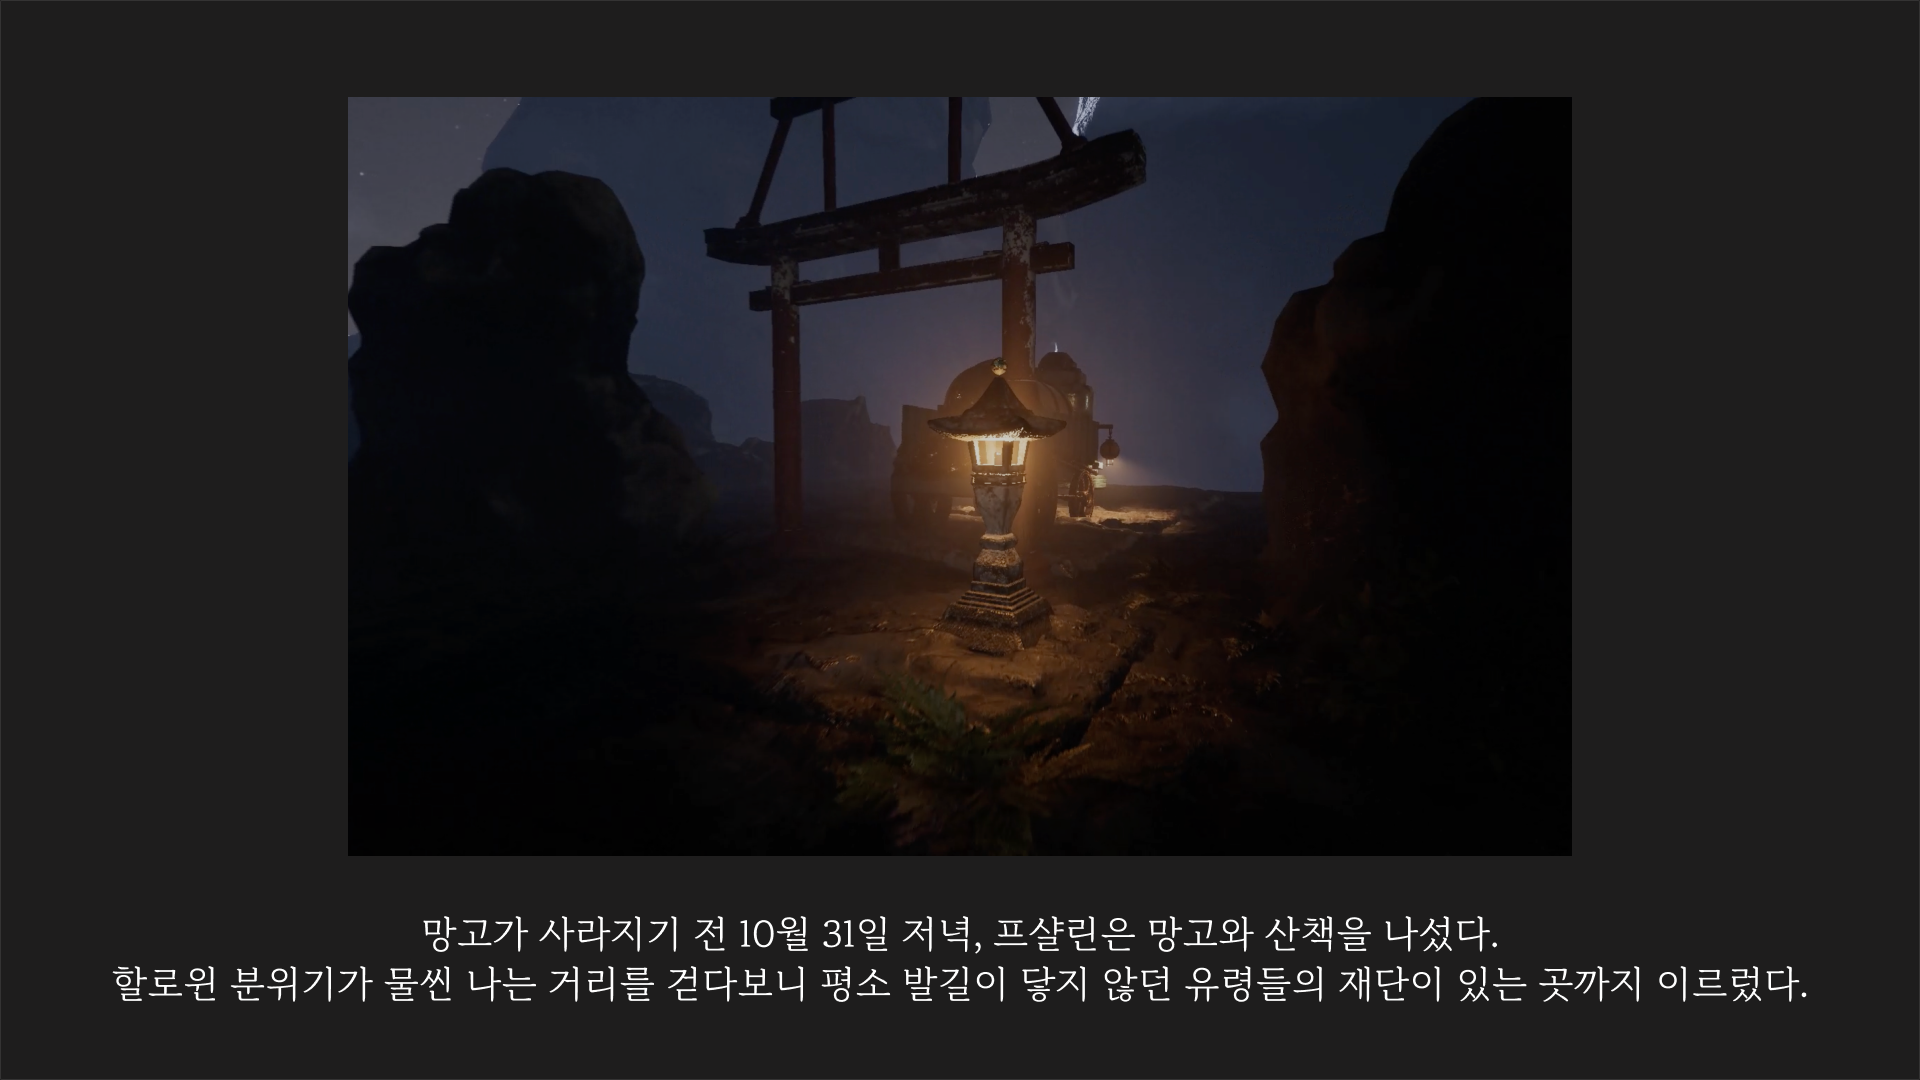 망고가 사라지기 전 10월 31일 저녁, 프샬린은 망고와 산책을 나섰다.
할로윈 분위기가 물씬 나는 거리를 걷다보니 평소 발길이 닿지 않던 유령들의 재단이 있는 곳까지 이르렀다.